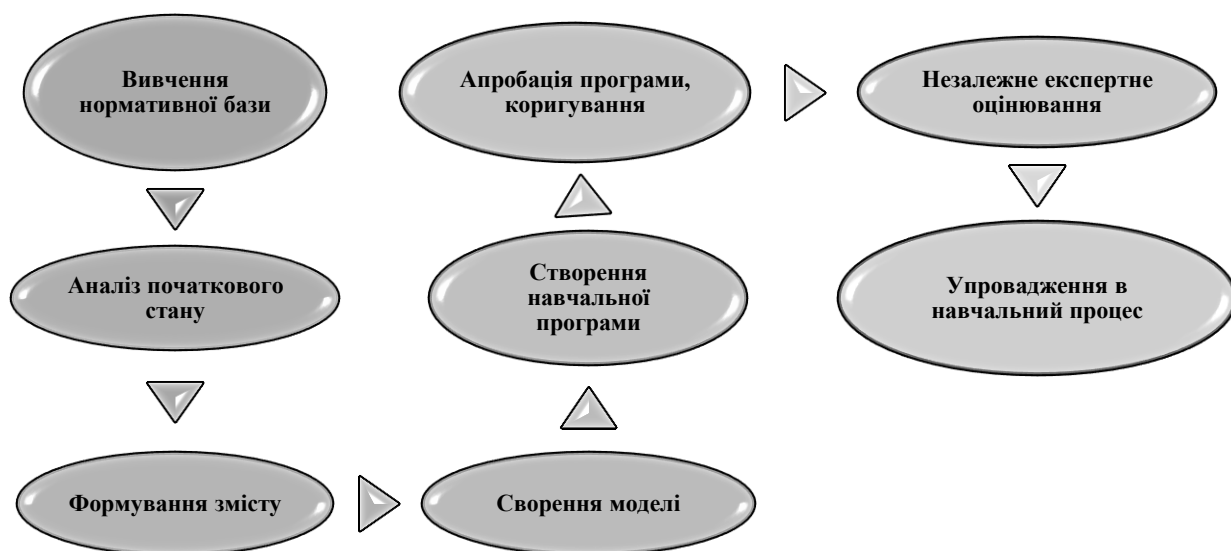 Вивчення
нормативної бази
Аналіз початкового
стану
Формування змісту
Сворення моделі
Створення
навчальної
програми
Апробація програми,
коригування
Незалежне експертне
оцінювання
Упровадження в
навчальний процес